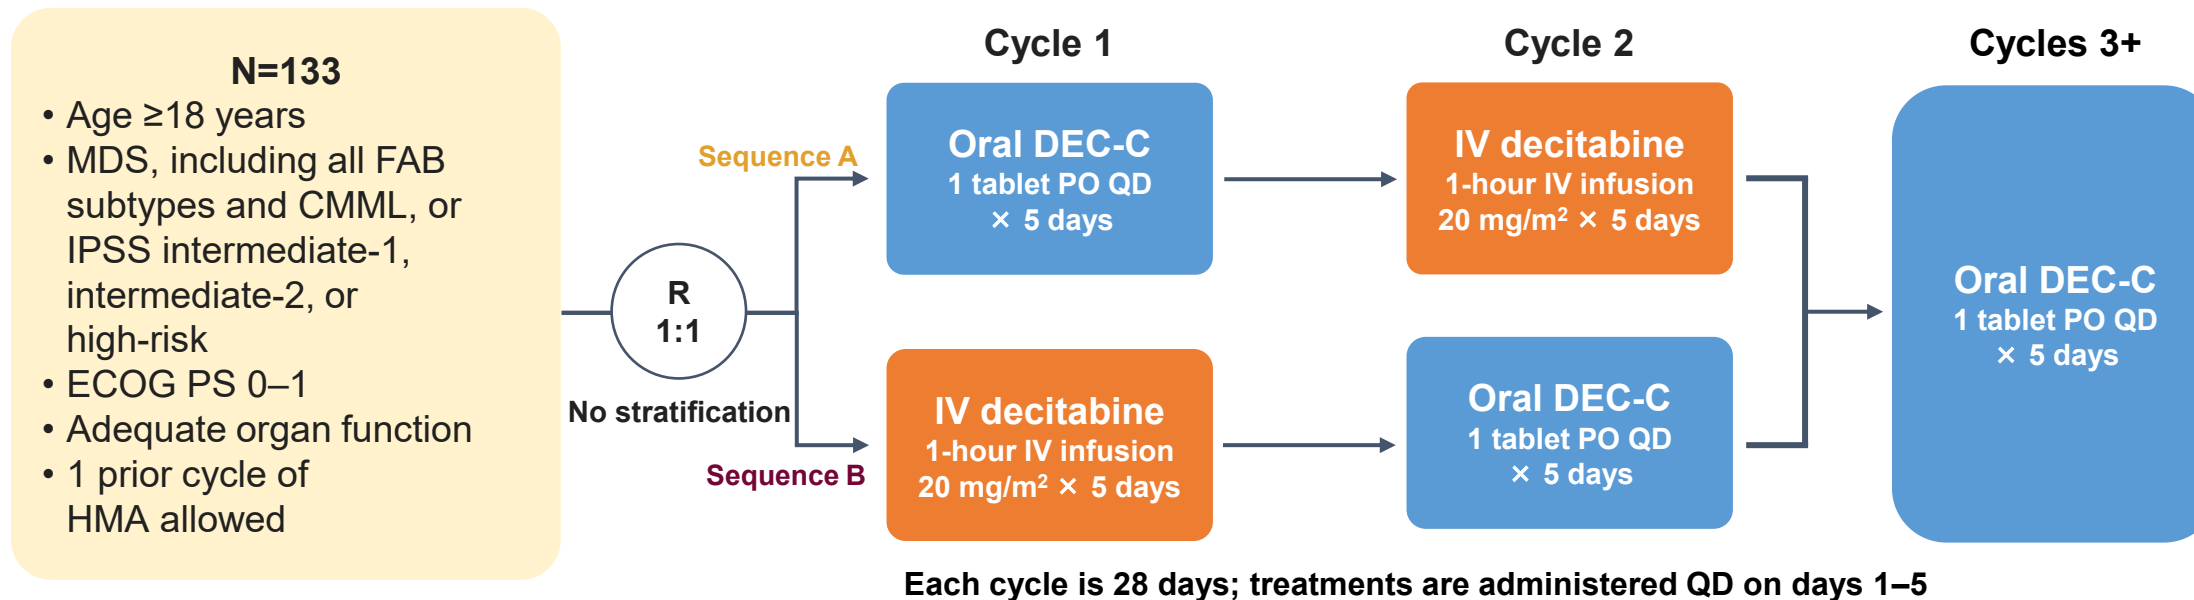 N=133
• Age ≥18 years
• MDS, including all FAB
subtypes and CMML, or
IPSS intermediate-1,
intermediate-2, or
high-risk
• ECOG PS 0–1
• Adequate organ function
• 1 prior cycle of
HMA allowed
R
1:1
No stratification
Sequence A
Sequence B
Cycle 1
Oral DEC-C
1 tablet PO QD
× 5 days
IV decitabine
1-hour IV infusion
20 mg/m² × 5 days
Cycle 2
IV decitabine
1-hour IV infusion
20 mg/m² × 5 days
Oral DEC-C
1 tablet PO QD
× 5 days
Cycles 3+
Oral DEC-C
1 tablet PO QD
× 5 days
Each cycle is 28 days; treatments are administered QD on days 1–5